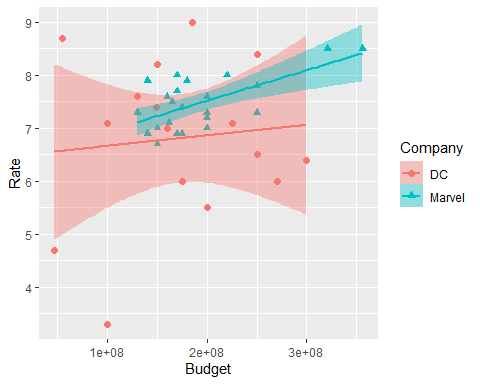 9
8
7
6
5
4
Rate
1e+08
2e+08
3e+08
Budget
Company
DC
Marvel